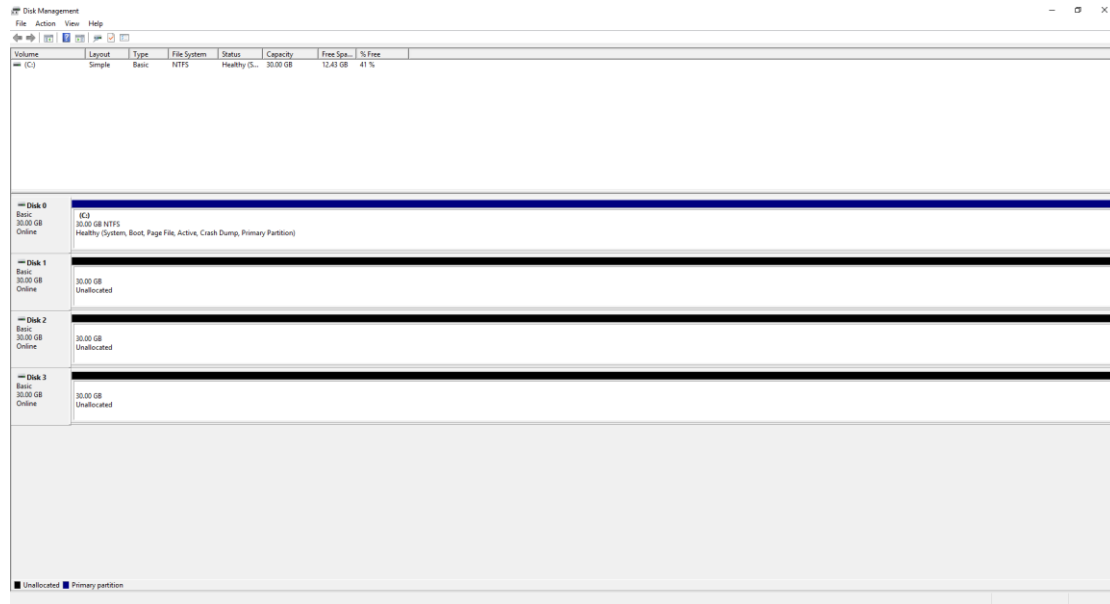 Disk Management
File Action View Help
Volume Layout Type File System Status Capacity Free Spa... % Free
(C:) Simple Basic NTFS Healthy (S... 30.00 GB 12.43 GB 41 %
Disk 0
Basic
30.00 GB
Online
(C:)
30.00 GB NTFS
Healthy (System, Boot, Page File, Active, Crash Dump, Primary Partition)
Disk 1
Basic
30.00 GB
Online
30.00 GB
Unallocated
Disk 2
Basic
30.00 GB
Online
30.00 GB
Unallocated
Disk 3
Basic
30.00 GB
Online
30.00 GB
Unallocated
Unallocated Primary partition